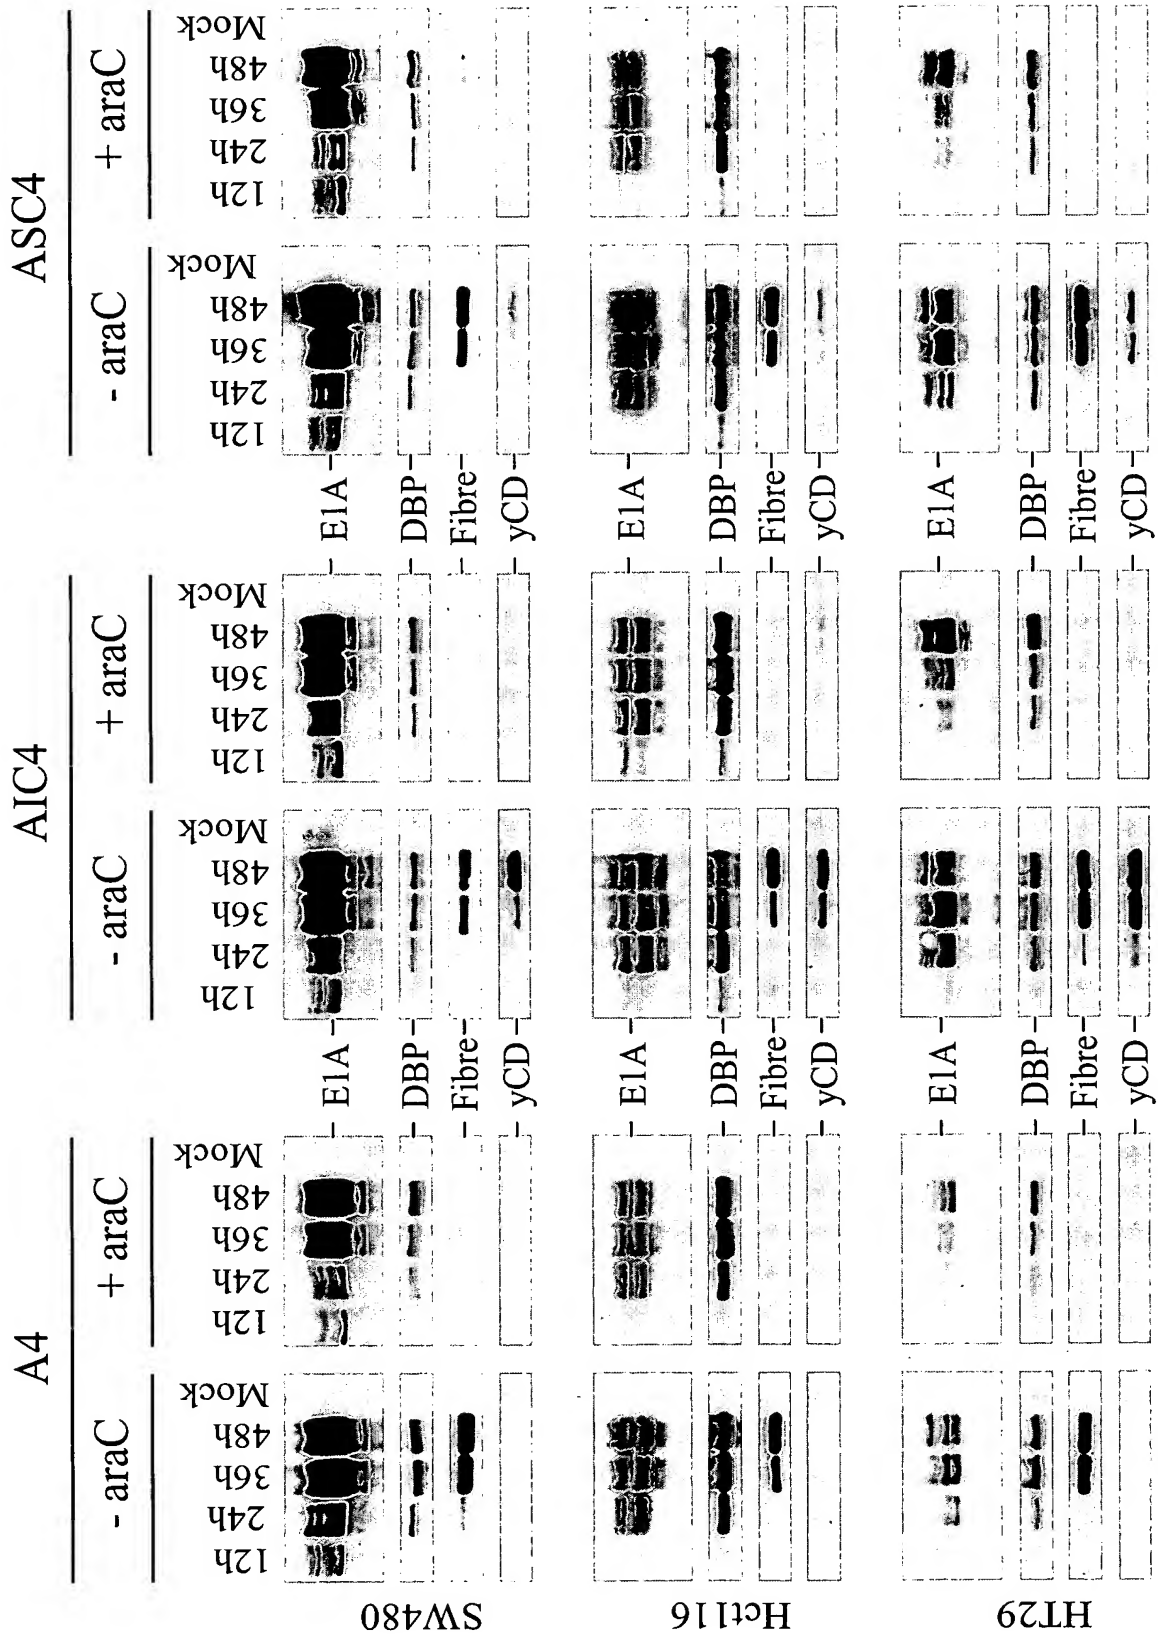 A4 AIC4 ASC4
- araC + araC - araC + araC - araC + araC
12h 24h 36h 48h Mock 12h 24h 36h 48h Mock 12h 24h 36h 48h Mock 12h 24h 36h 48h Mock 12h 24h 36h 48h Mock 12h 24h 36h 48h Mock
SW480
E1A E1A
DBP DBP
Fibre Fibre
yCD yCD
Hct116
E1A E1A
DBP DBP
Fibre Fibre
yCD yCD
HT29
E1A E1A
DBP DBP
Fibre Fibre
yCD yCD